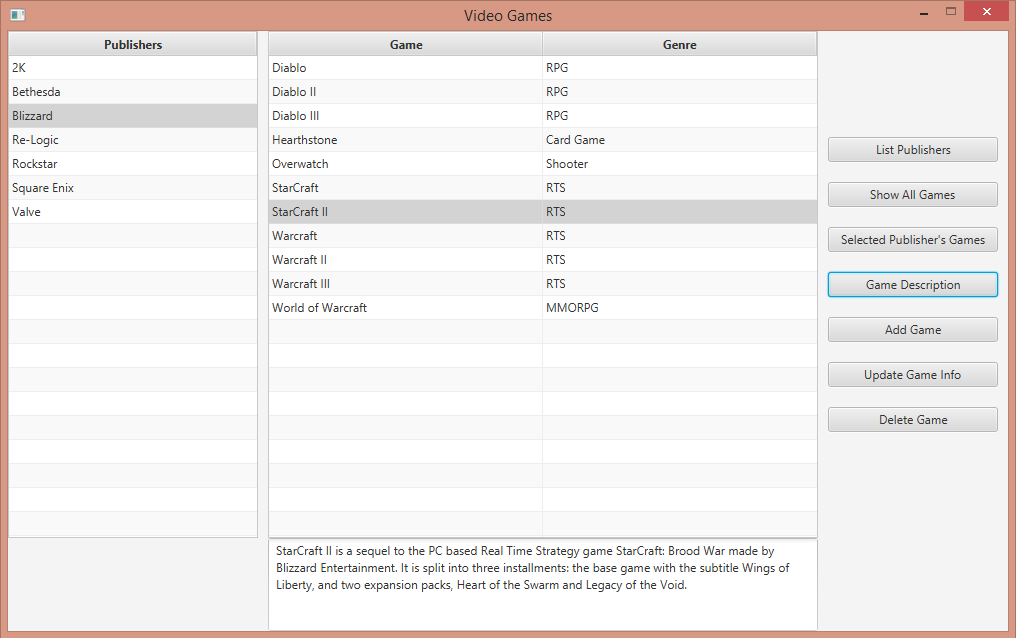 Video Games
Publishers
2K
Bethesda
Blizzard
Re-Logic
Rockstar
Square Enix
Valve
Game Genre
Diablo RPG
Diablo II RPG
Diablo III RPG
Hearthstone Card Game
Overwatch Shooter
StarCraft RTS
StarCraft II RTS
Warcraft RTS
Warcraft II RTS
Warcraft III RTS
World of Warcraft MMORPG
StarCraft II is a sequel to the PC based Real Time Strategy game StarCraft: Brood War made by
Blizzard Entertainment. It is split into three installments: the base game with the subtitle Wings of
Liberty, and two expansion packs, Heart of the Swarm and Legacy of the Void.
List Publishers
Show All Games
Selected Publisher's Games
Game Description
Add Game
Update Game Info
Delete Game